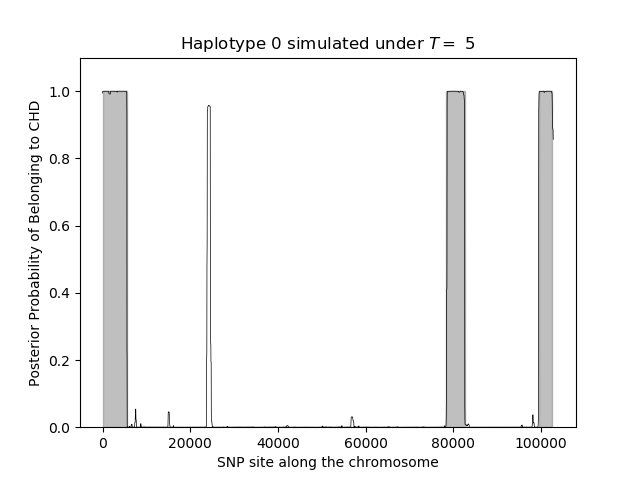 Haplotype 0 simulated under T = 5
Posterior Probability of Belonging to CHD
1.0
0.8
0.6
0.4
0.2
0.0
0 20000 40000 60000 80000 100000
SNP site along the chromosome